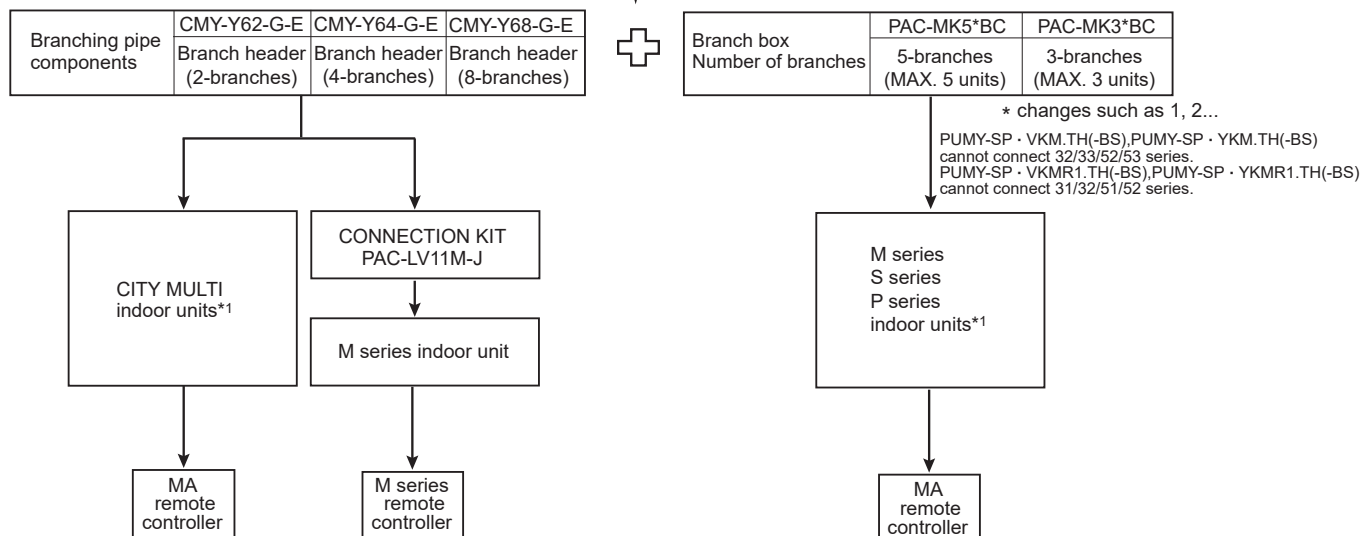 Branching pipe
components
CMY-Y62-G-E
Branch header
(2-branches)
CMY-Y64-G-E
Branch header
(4-branches)
CMY-Y68-G-E
Branch header
(8-branches)
Branch box
Number of branches
PAC-MK5*BC
5-branches
(MAX. 5 units)
PAC-MK3*BC
3-branches
(MAX. 3 units)
* changes such as 1, 2...
PUMY-SP · VKM.TH(-BS),PUMY-SP · YKM.TH(-BS)
cannot connect 32/33/52/53 series.
PUMY-SP · VKMR1.TH(-BS),PUMY-SP · YKMR1.TH(-BS)
cannot connect 31/32/51/52 series.
CITY MULTI
indoor units*1
CONNECTION KIT
PAC-LV11M-J
M series indoor unit
M series
S series
P series
indoor units*1
MA
remote
controller
M series
remote
controller
MA
remote
controller